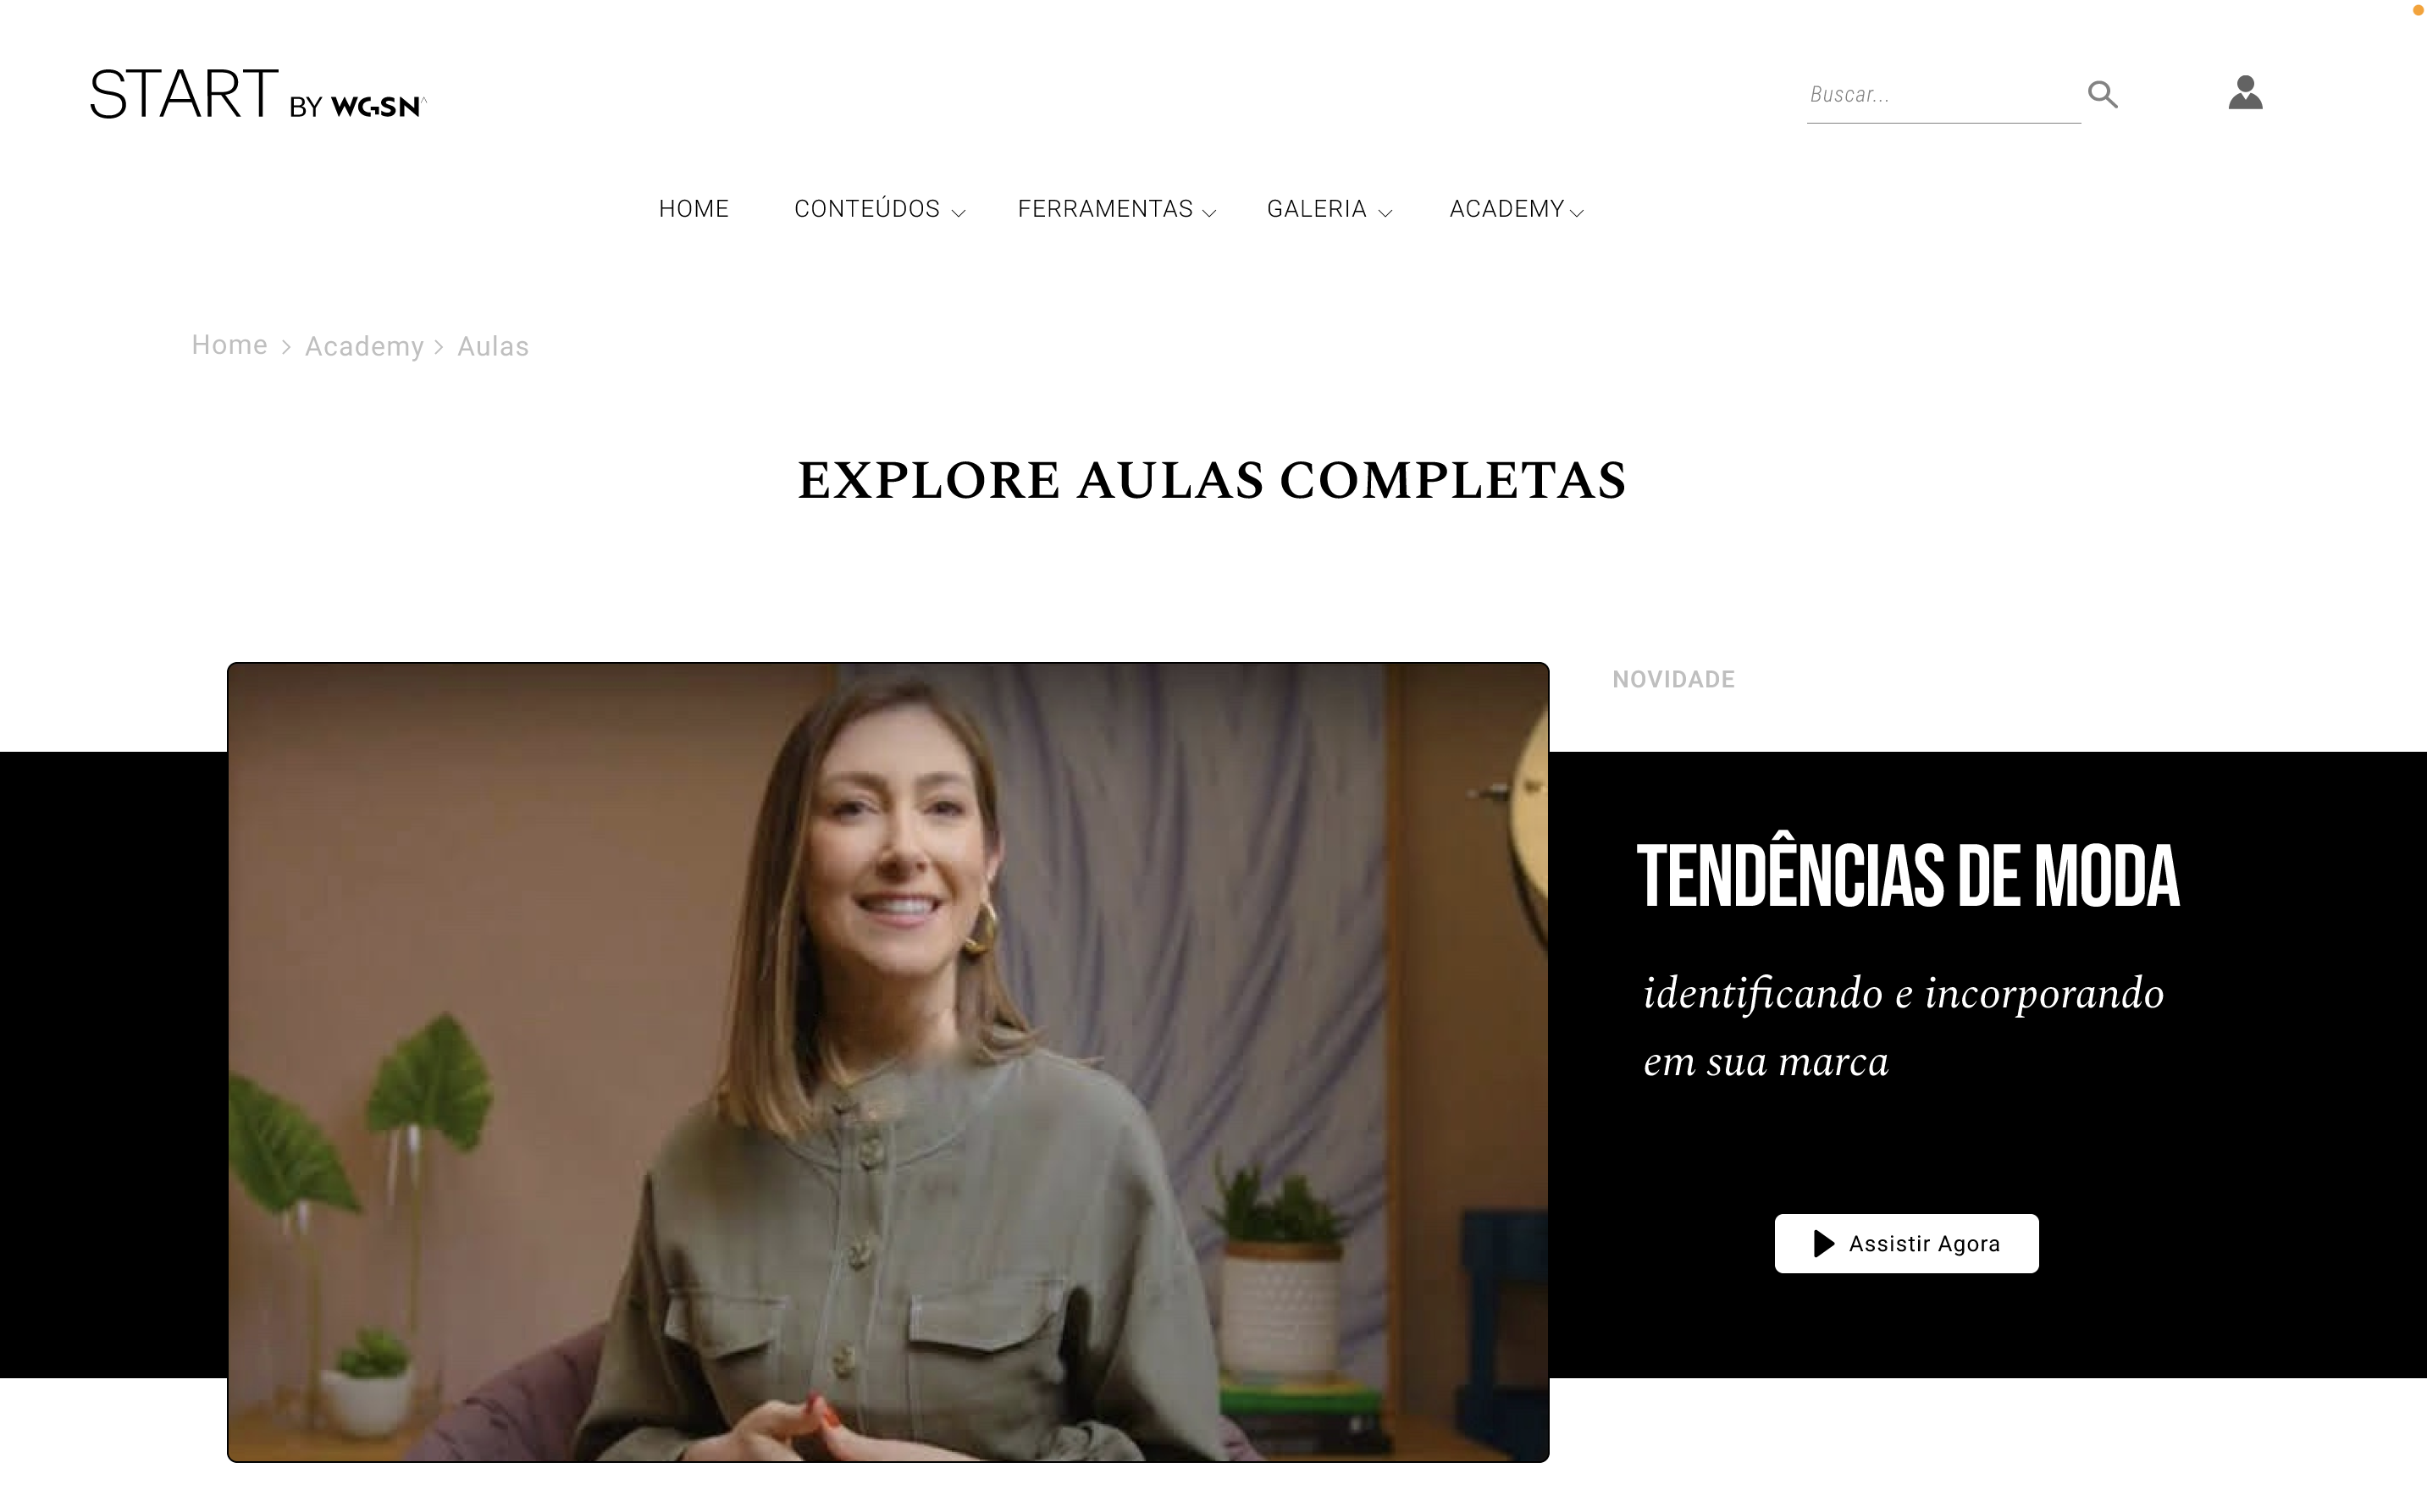 START BY WGSN
Buscar...
HOME CONTEÚDOS FERRAMENTAS GALERIA ACADEMY
Home > Academy > Aulas
EXPLORE AULAS COMPLETAS
NOVIDADE
TENDÊNCIAS DE MODA
identificando e incorporando
em sua marca
Assistir Agora